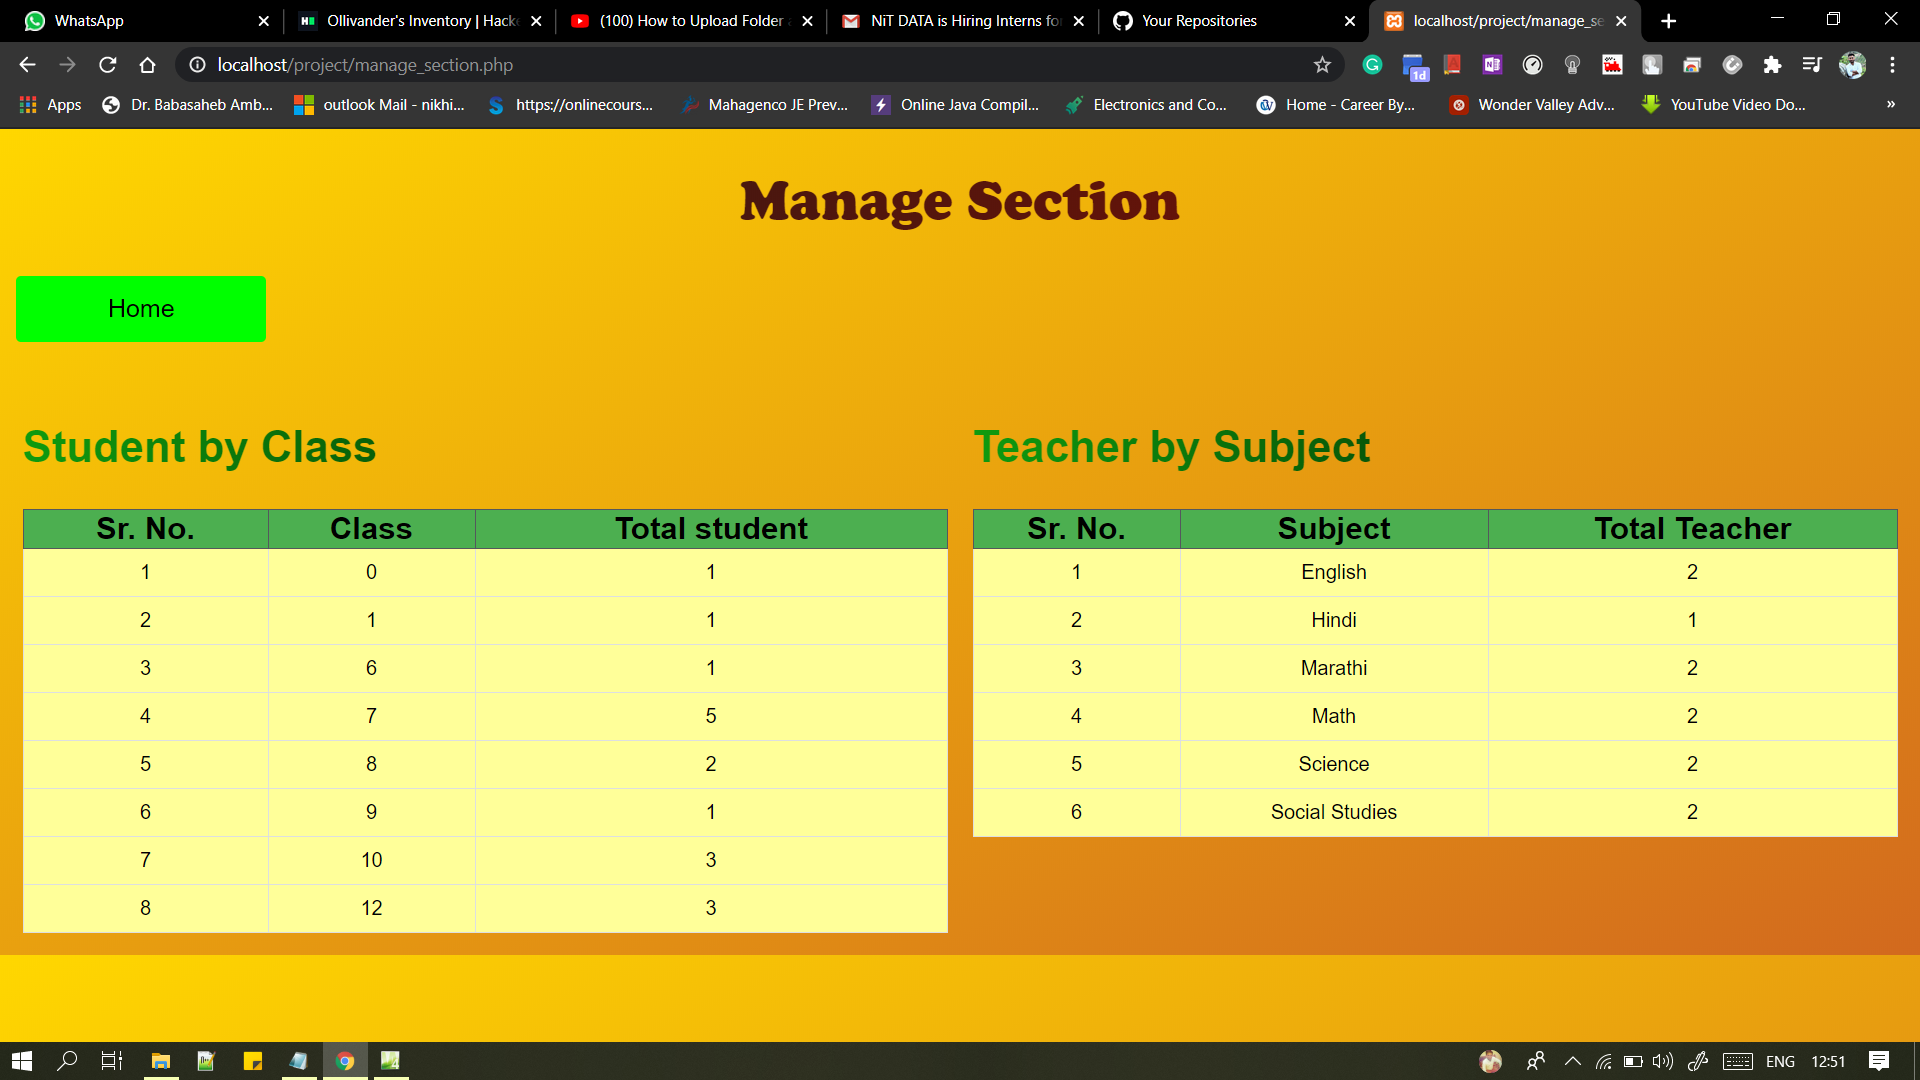 WhatsApp
Ollivander's Inventory | Hack
(100) How to Upload Folder
NiT DATA is Hiring Interns fo
Your Repositories
localhost/project/manage_se
localhost/project/manage_section.php
1d
Apps
Dr. Babasaheb Amb...
outlook Mail - nikhi...
https://onlinecours...
Mahagenco JE Prev...
Online Java Compil...
Electronics and Co...
Home - Career By...
Wonder Valley Adv...
YouTube Video Do...
»
Manage Section
Home
Student by Class
Sr. No. Class Total student
1 0 1
2 1 1
3 6 1
4 7 5
5 8 2
6 9 1
7 10 3
8 12 3
Teacher by Subject
Sr. No. Subject Total Teacher
1 English 2
2 Hindi 1
3 Marathi 2
4 Math 2
5 Science 2
6 Social Studies 2
ENG 12:51